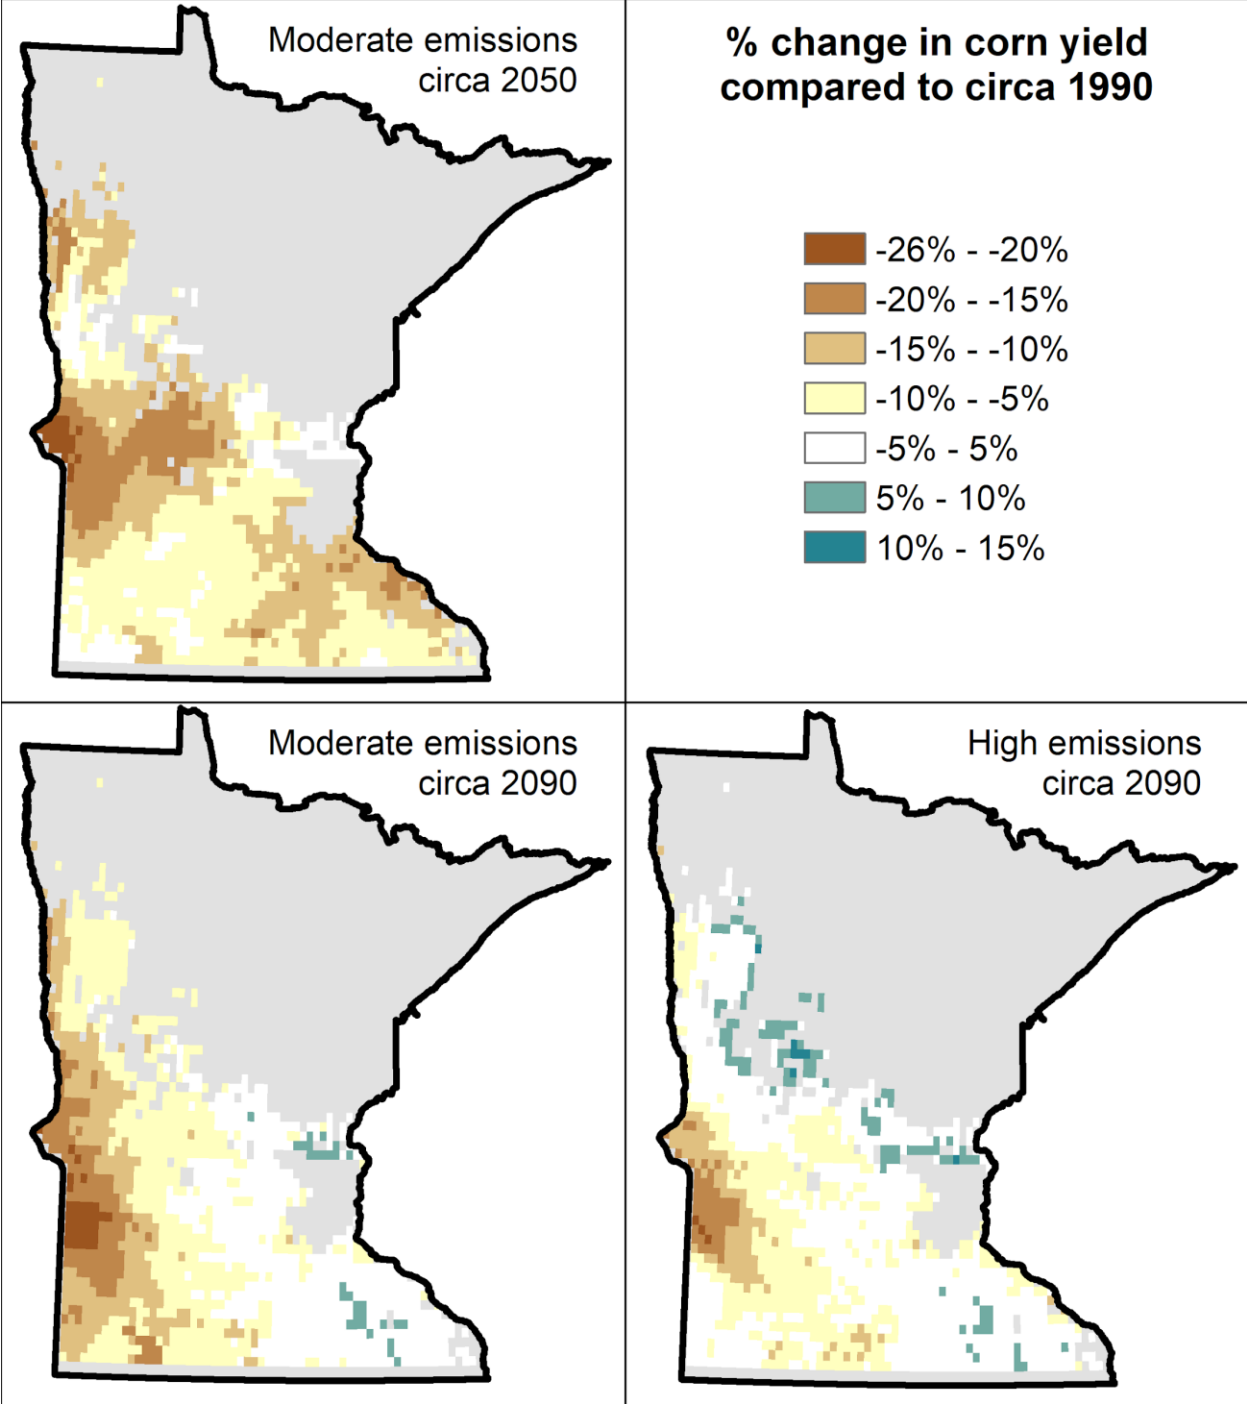 Moderate emissions
circa 2050
% change in corn yield
compared to circa 1990
-26% - -20%
-20% - -15%
-15% - -10%
-10% - -5%
-5% - 5%
5% - 10%
10% - 15%
Moderate emissions
circa 2090
High emissions
circa 2090